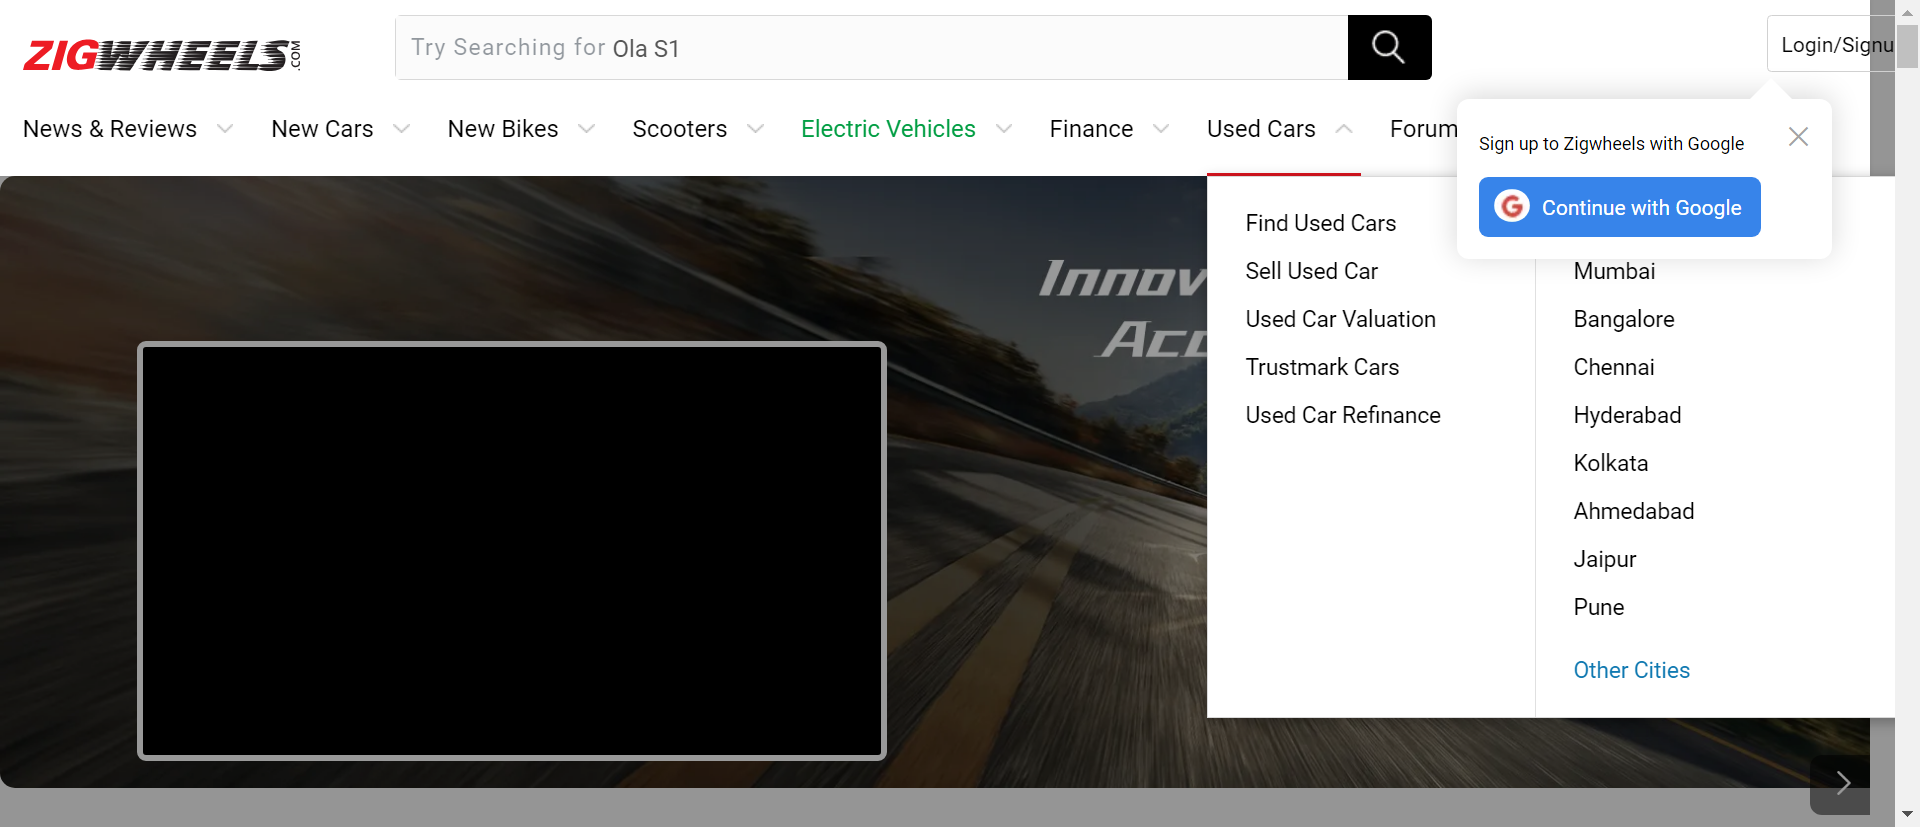 ZIGWHEELS.COM
Try Searching for Ola S1
Login/Signu
News & Reviews New Cars New Bikes Scooters Electric Vehicles Finance Used Cars Forum
Sign up to Zigwheels with Google
Continue with Google
Innov
Acc
Find Used Cars
Sell Used Car
Used Car Valuation
Trustmark Cars
Used Car Refinance
Mumbai
Bangalore
Chennai
Hyderabad
Kolkata
Ahmedabad
Jaipur
Pune
Other Cities